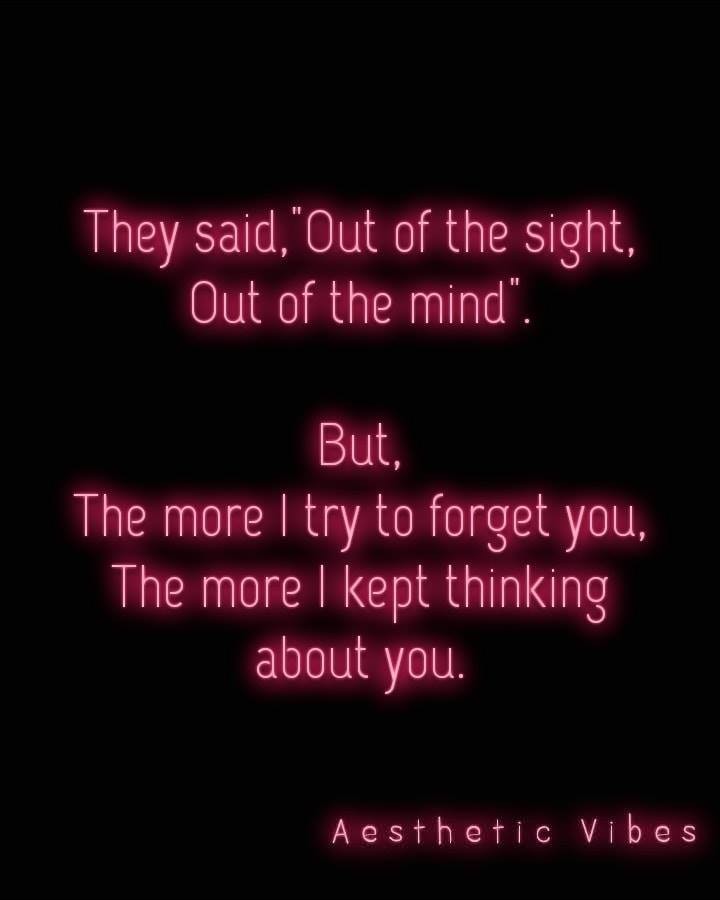 They said,"Out of the sight,
Out of the mind".
But,
The more I try to forget you,
The more I kept thinking
about you.
Aesthetic Vibes